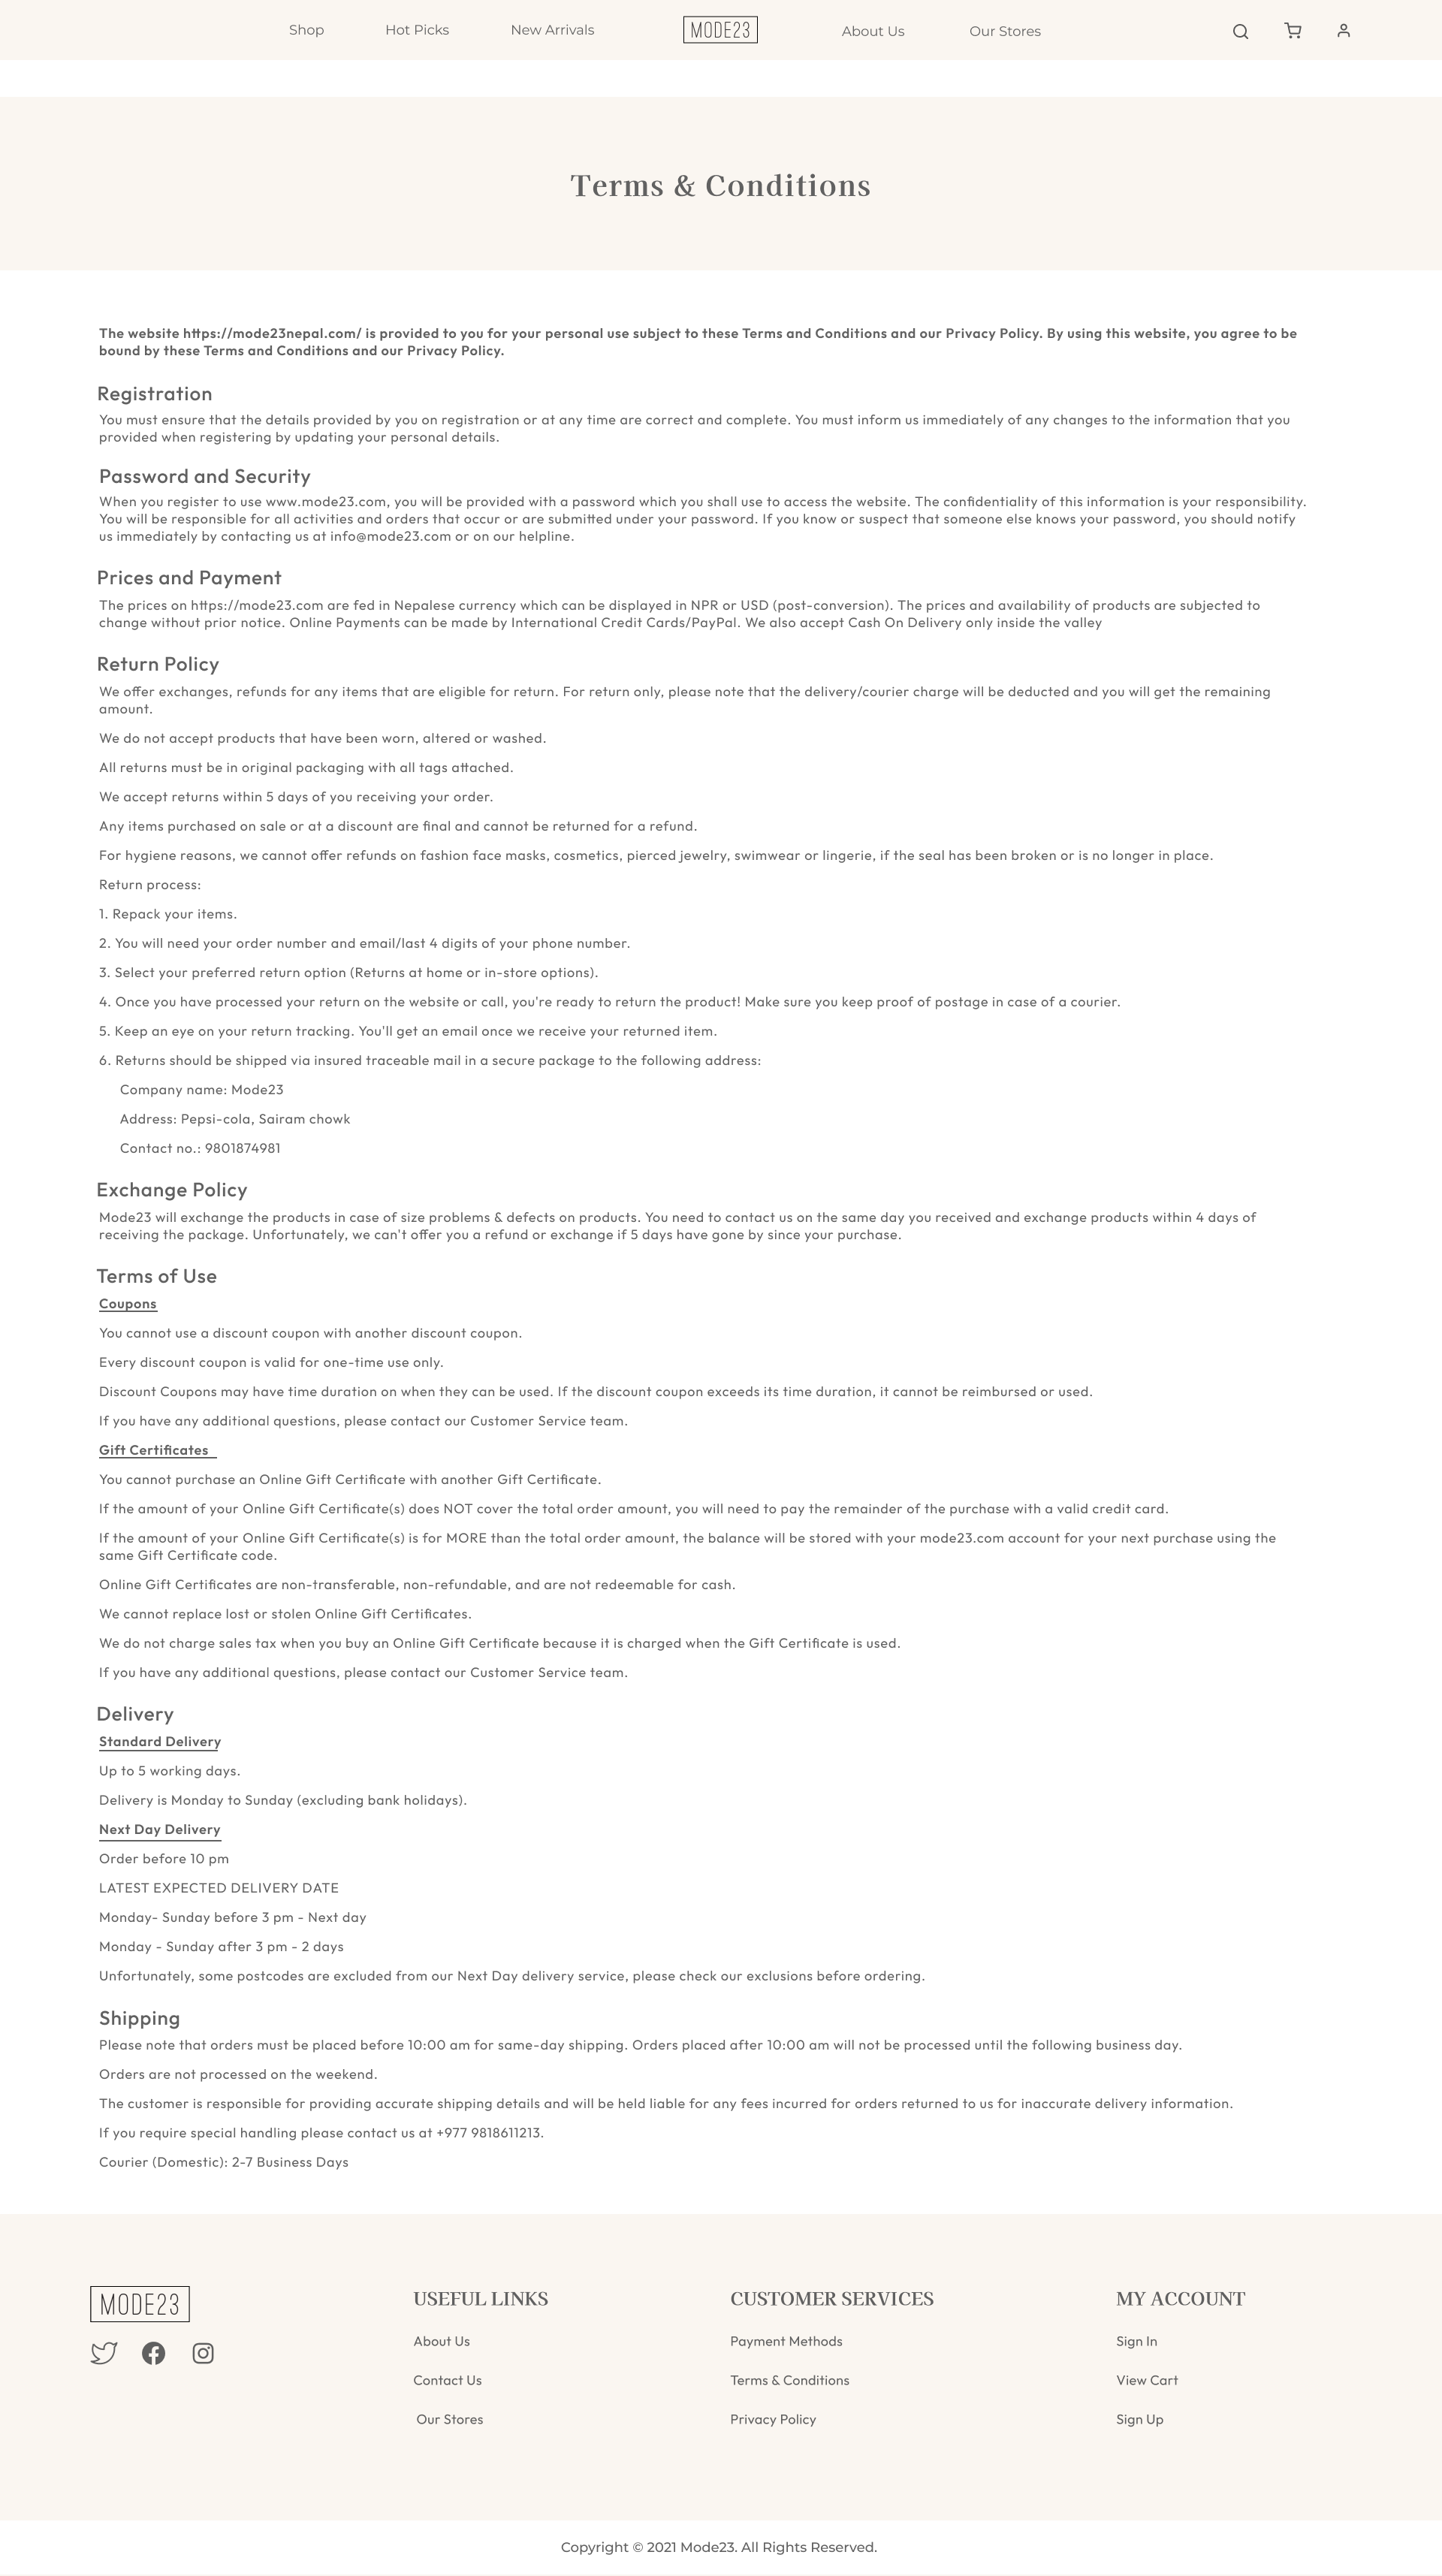 Shop Hot Picks New Arrivals MODE23 About Us Our Stores
Terms & Conditions
The website https://mode23nepal.com/ is provided to you for your personal use subject to these Terms and Conditions and our Privacy Policy. By using this website, you agree to be
bound by these Terms and Conditions and our Privacy Policy.
Registration
You must ensure that the details provided by you on registration or at any time are correct and complete. You must inform us immediately of any changes to the information that you
provided when registering by updating your personal details.
Password and Security
When you register to use www.mode23.com, you will be provided with a password which you shall use to access the website. The confidentiality of this information is your responsibility.
You will be responsible for all activities and orders that occur or are submitted under your password. If you know or suspect that someone else knows your password, you should notify
us immediately by contacting us at info@mode23.com or on our helpline.
Prices and Payment
The prices on https://mode23.com are fed in Nepalese currency which can be displayed in NPR or USD (post-conversion). The prices and availability of products are subjected to
change without prior notice. Online Payments can be made by International Credit Cards/PayPal. We also accept Cash On Delivery only inside the valley
Return Policy
We offer exchanges, refunds for any items that are eligible for return. For return only, please note that the delivery/courier charge will be deducted and you will get the remaining
amount.
We do not accept products that have been worn, altered or washed.
All returns must be in original packaging with all tags attached.
We accept returns within 5 days of you receiving your order.
Any items purchased on sale or at a discount are final and cannot be returned for a refund.
For hygiene reasons, we cannot offer refunds on fashion face masks, cosmetics, pierced jewelry, swimwear or lingerie, if the seal has been broken or is no longer in place.
Return process:
1. Repack your items.
2. You will need your order number and email/last 4 digits of your phone number.
3. Select your preferred return option (Returns at home or in-store options).
4. Once you have processed your return on the website or call, you're ready to return the product! Make sure you keep proof of postage in case of a courier.
5. Keep an eye on your return tracking. You'll get an email once we receive your returned item.
6. Returns should be shipped via insured traceable mail in a secure package to the following address:
Company name: Mode23
Address: Pepsi-cola, Sairam chowk
Contact no.: 9801874981
Exchange Policy
Mode23 will exchange the products in case of size problems & defects on products. You need to contact us on the same day you received and exchange products within 4 days of
receiving the package. Unfortunately, we can't offer you a refund or exchange if 5 days have gone by since your purchase.
Terms of Use
Coupons
You cannot use a discount coupon with another discount coupon.
Every discount coupon is valid for one-time use only.
Discount Coupons may have time duration on when they can be used. If the discount coupon exceeds its time duration, it cannot be reimbursed or used.
If you have any additional questions, please contact our Customer Service team.
Gift Certificates
You cannot purchase an Online Gift Certificate with another Gift Certificate.
If the amount of your Online Gift Certificate(s) does NOT cover the total order amount, you will need to pay the remainder of the purchase with a valid credit card.
If the amount of your Online Gift Certificate(s) is for MORE than the total order amount, the balance will be stored with your mode23.com account for your next purchase using the
same Gift Certificate code.
Online Gift Certificates are non-transferable, non-refundable, and are not redeemable for cash.
We cannot replace lost or stolen Online Gift Certificates.
We do not charge sales tax when you buy an Online Gift Certificate because it is charged when the Gift Certificate is used.
If you have any additional questions, please contact our Customer Service team.
Delivery
Standard Delivery
Up to 5 working days.
Delivery is Monday to Sunday (excluding bank holidays).
Next Day Delivery
Order before 10 pm
LATEST EXPECTED DELIVERY DATE
Monday- Sunday before 3 pm - Next day
Monday - Sunday after 3 pm - 2 days
Unfortunately, some postcodes are excluded from our Next Day delivery service, please check our exclusions before ordering.
Shipping
Please note that orders must be placed before 10:00 am for same-day shipping. Orders placed after 10:00 am will not be processed until the following business day.
Orders are not processed on the weekend.
The customer is responsible for providing accurate shipping details and will be held liable for any fees incurred for orders returned to us for inaccurate delivery information.
If you require special handling please contact us at +977 9818611213.
Courier (Domestic): 2-7 Business Days
MODE23
USEFUL LINKS
About Us
Contact Us
Our Stores
CUSTOMER SERVICES
Payment Methods
Terms & Conditions
Privacy Policy
MY ACCOUNT
Sign In
View Cart
Sign Up
Copyright © 2021 Mode23. All Rights Reserved.